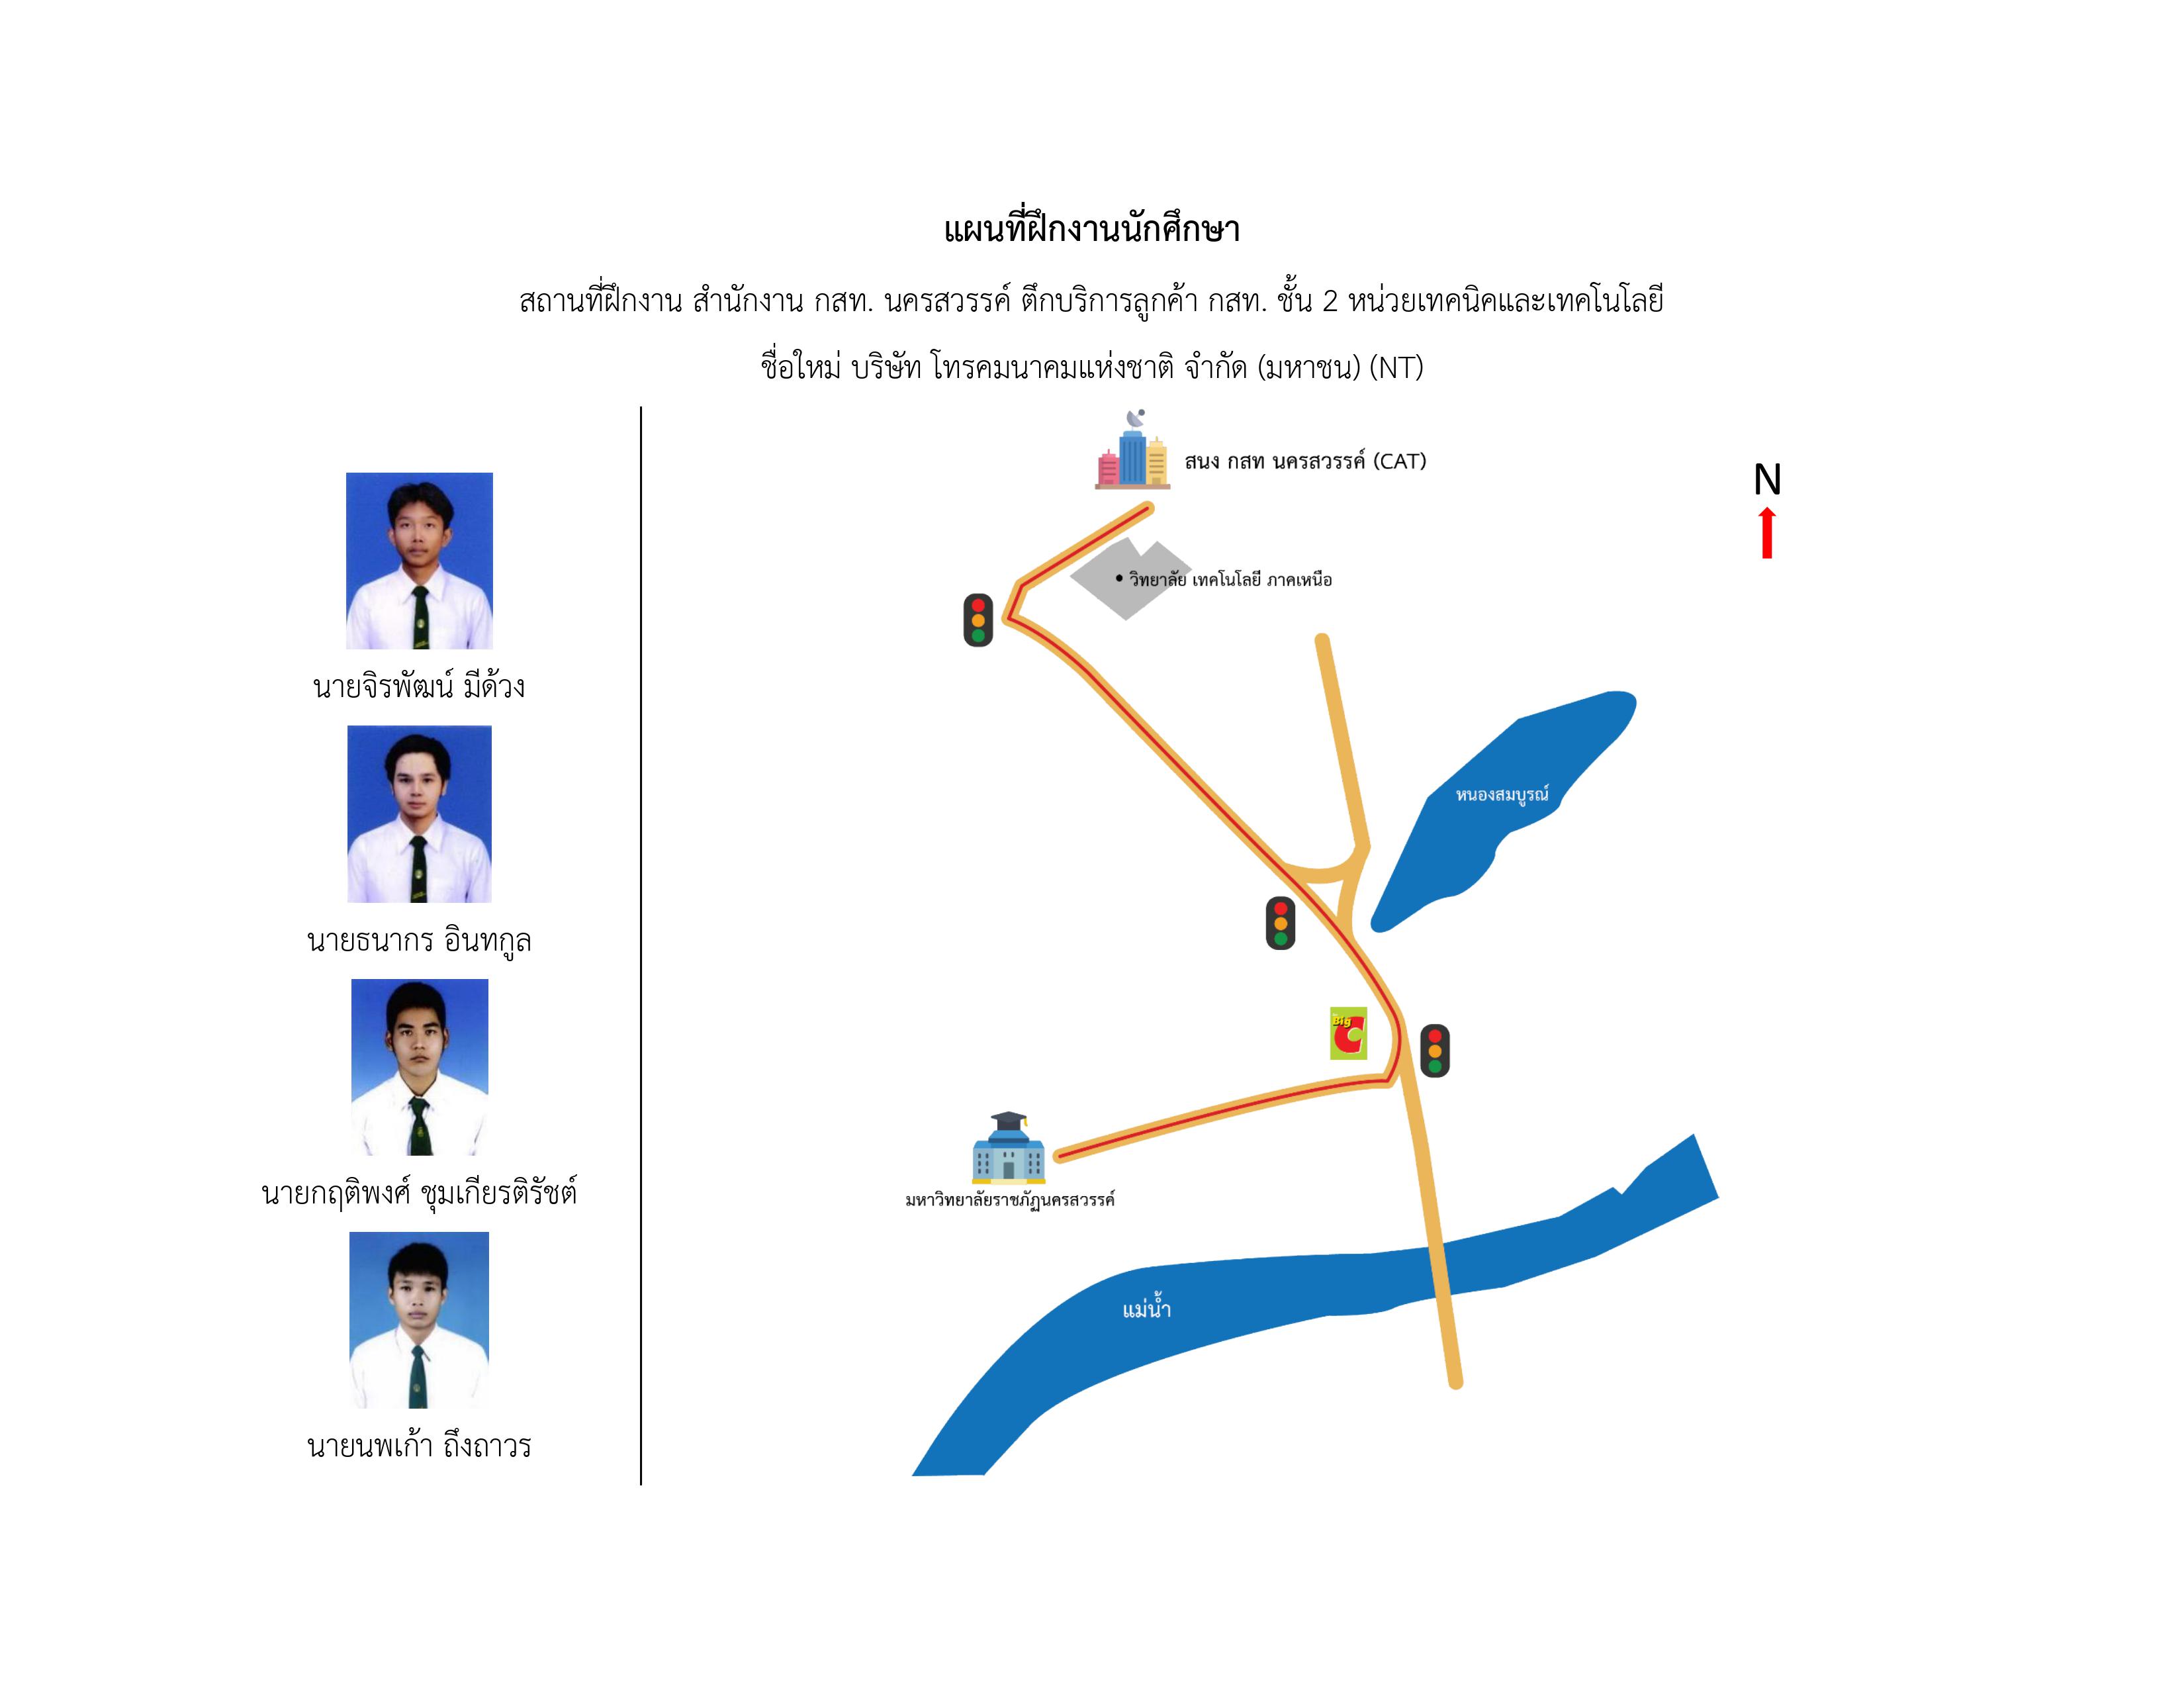 แผนที่ฝึกงานนักศึกษา
สถานที่ฝึกงาน สำนักงาน กสท. นครสวรรค์ ตึกบริการลูกค้า กสท. ชั้น 2 หน่วยเทคนิคและเทคโนโลยี
ชื่อใหม่ บริษัท โทรคมนาคมแห่งชาติ จำกัด (มหาชน) (NT)
นายจิรพัฒน์ มีด้วง
นายธนากร อินทกูล
นายกฤติพงศ์ ชุมเกียรติรัชต์
นายนพเก้า ถึงถาวร
สนง กสท นครสวรรค์ (CAT)
N
วิทยาลัย เทคโนโลยี ภาคเหนือ
หนองสมบูรณ์
Big C
มหาวิทยาลัยราชภัฏนครสวรรค์
แม่น้ำ